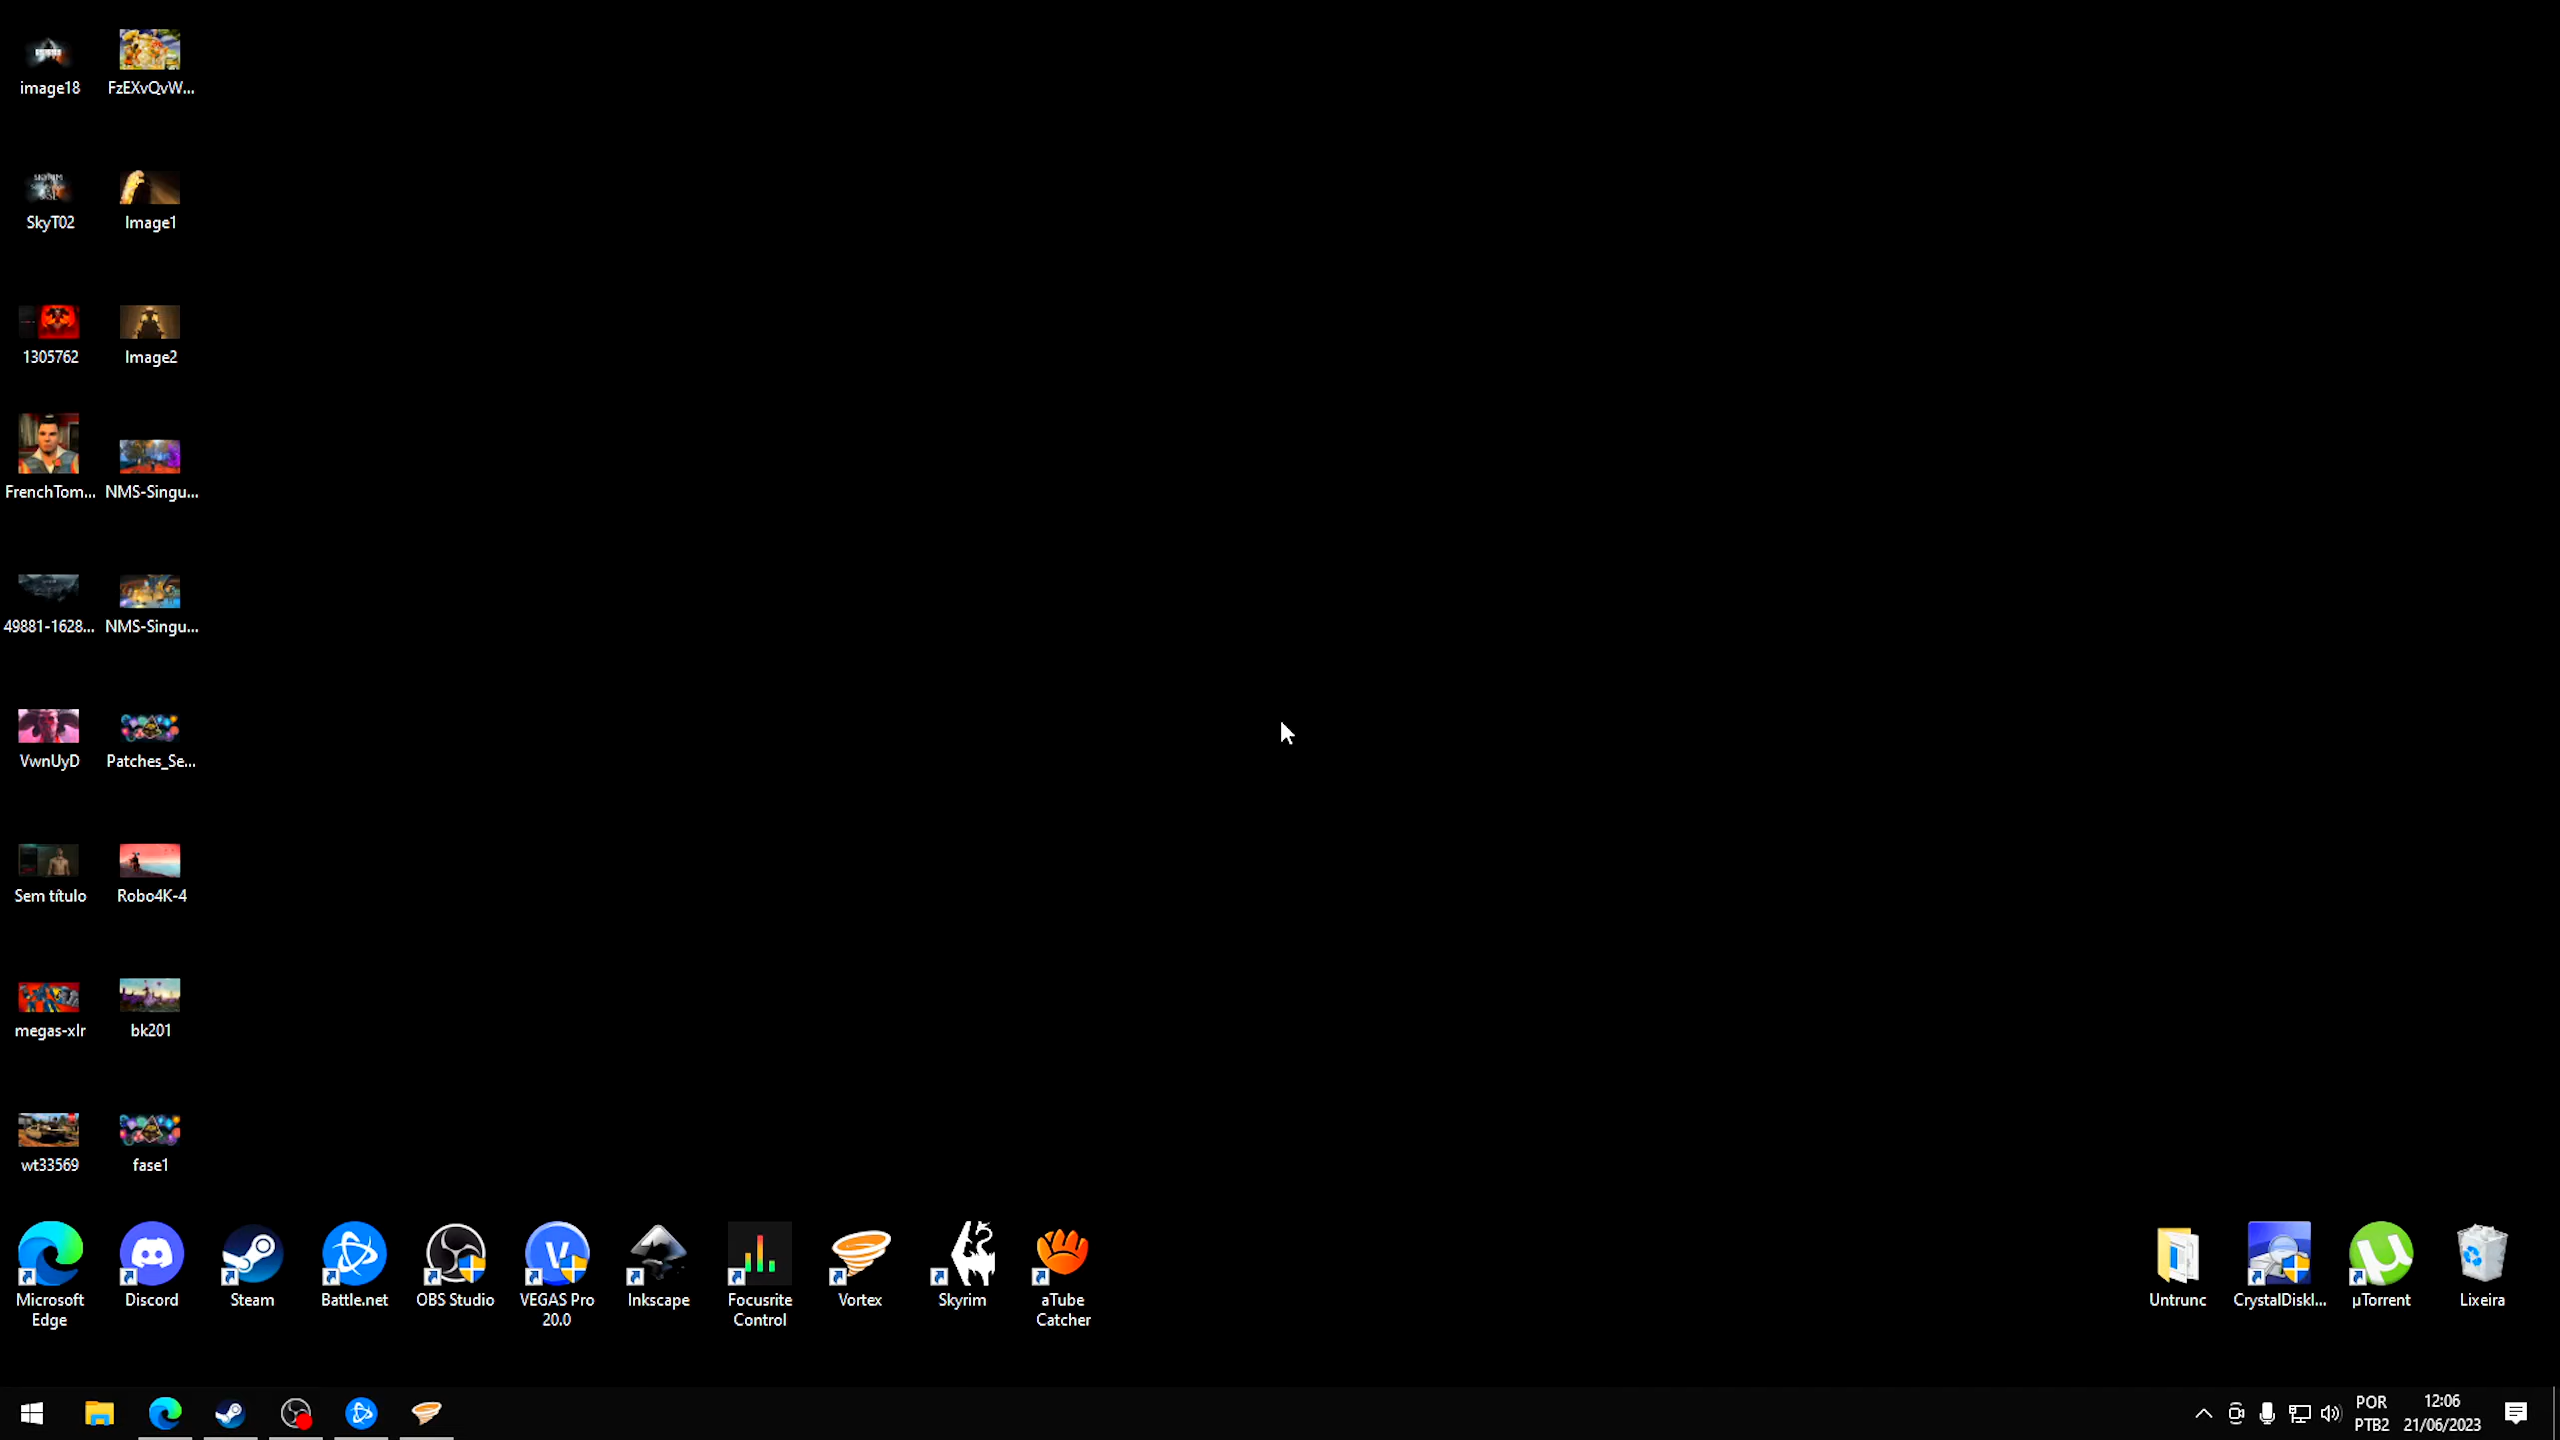 image18
FzEXvQvW...
SkyT02
Image1
1305762
Image2
FrenchTom...
NMS-Singu...
49881-1628...
NMS-Singu...
VwnUyD
Patches_Se...
Sem título
Robo4K-4
megas-xlr
bk201
wt33569
fase1
Microsoft
Edge
Discord
Steam
Battle.net
OBS Studio
VEGAS Pro
20.0
Inkscape
Focusrite
Control
Vortex
Skyrim
aTube
Catcher
Untrunc
CrystalDiskI...
µTorrent
Lixeira
POR
PTB2
12:06
21/06/2023